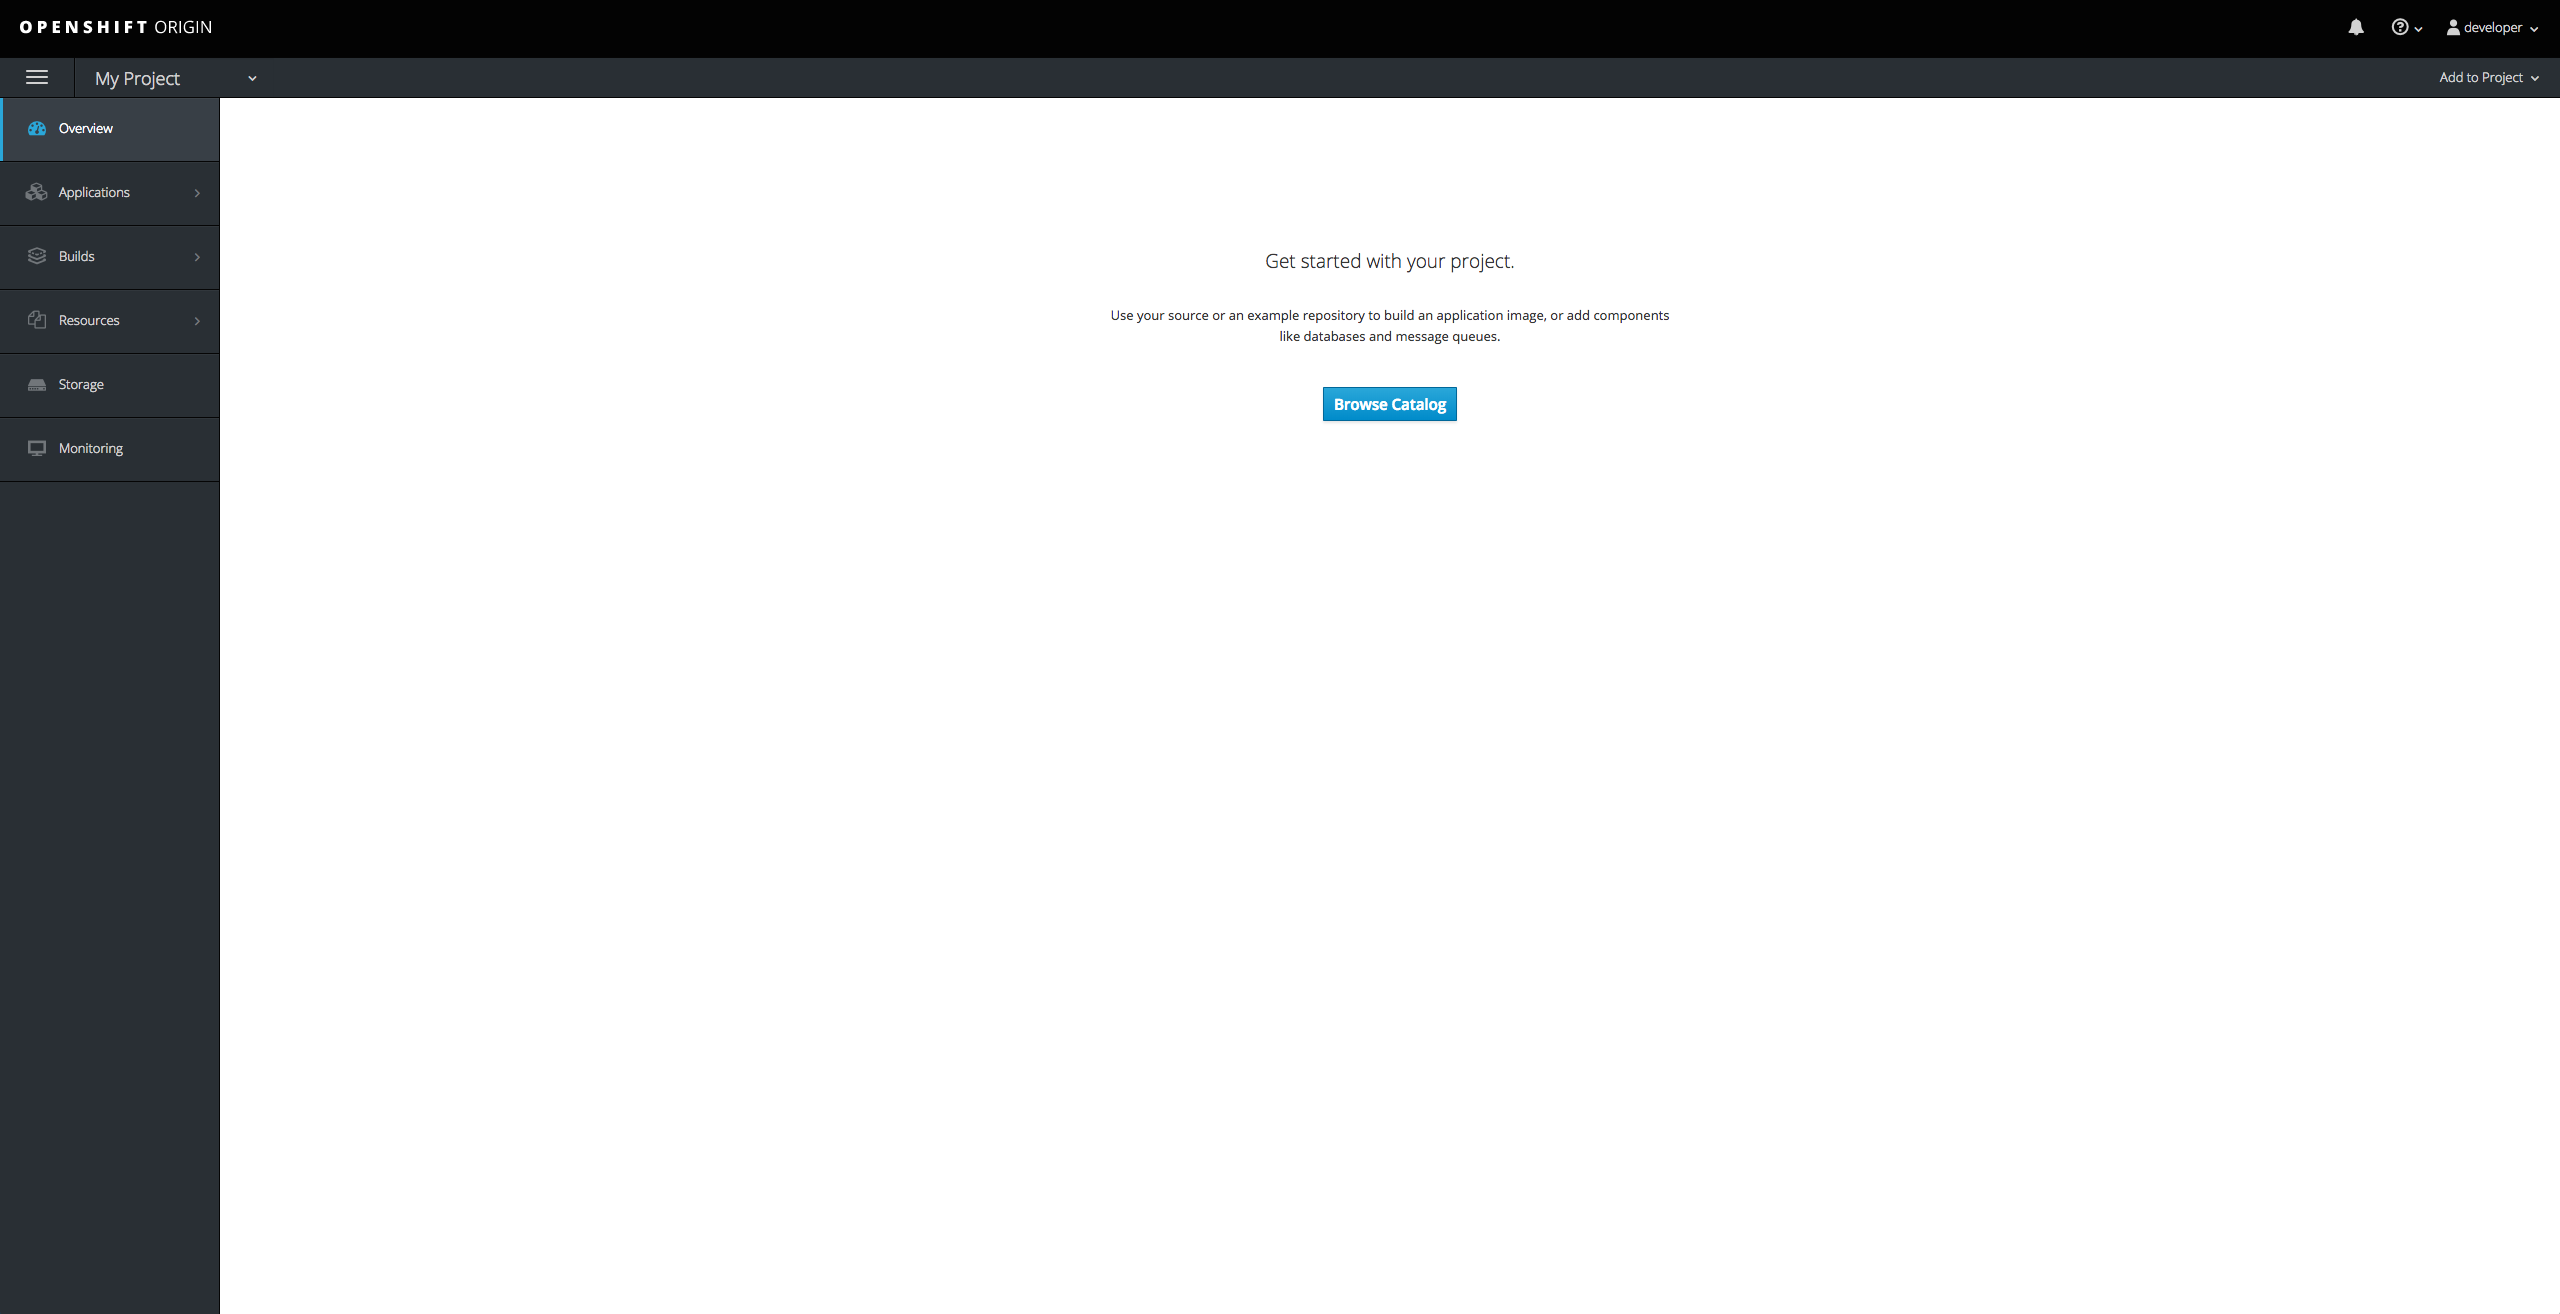 OPENSHIFT ORIGIN
developer
My Project
Add to Project
Overview
Applications
Builds
Resources
Storage
Monitoring
Get started with your project.
Use your source or an example repository to build an application image, or add components
like databases and message queues.
Browse Catalog